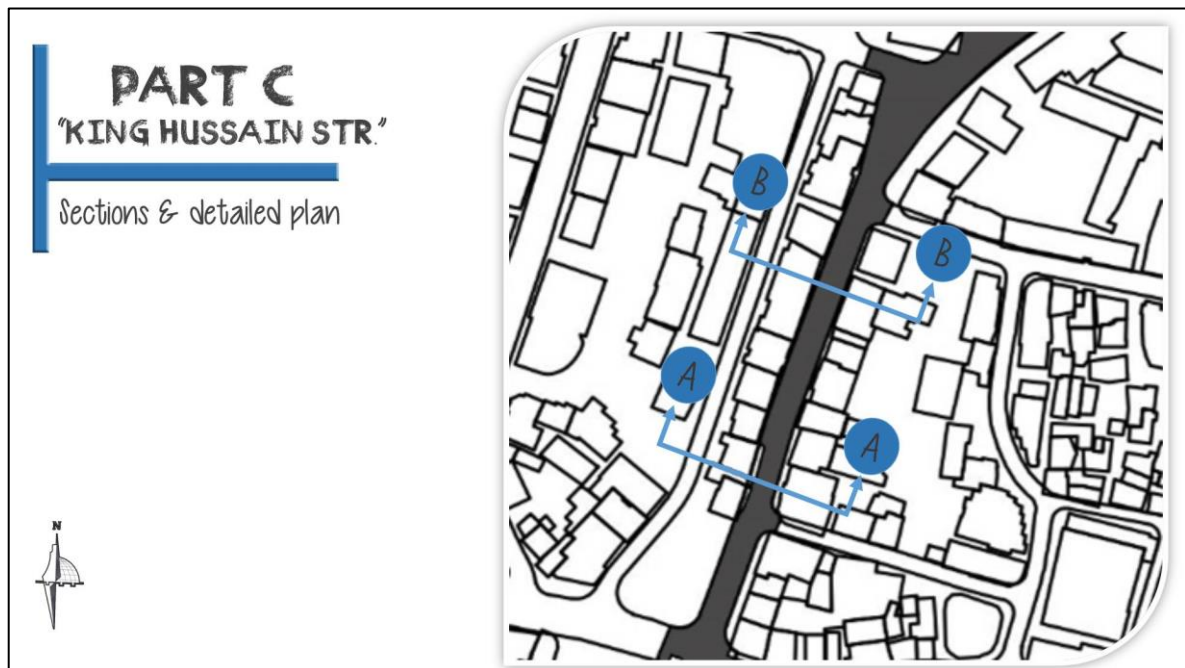 PART C
"KING HUSSAIN STR."
Sections & detailed plan
B
B
A
A
N